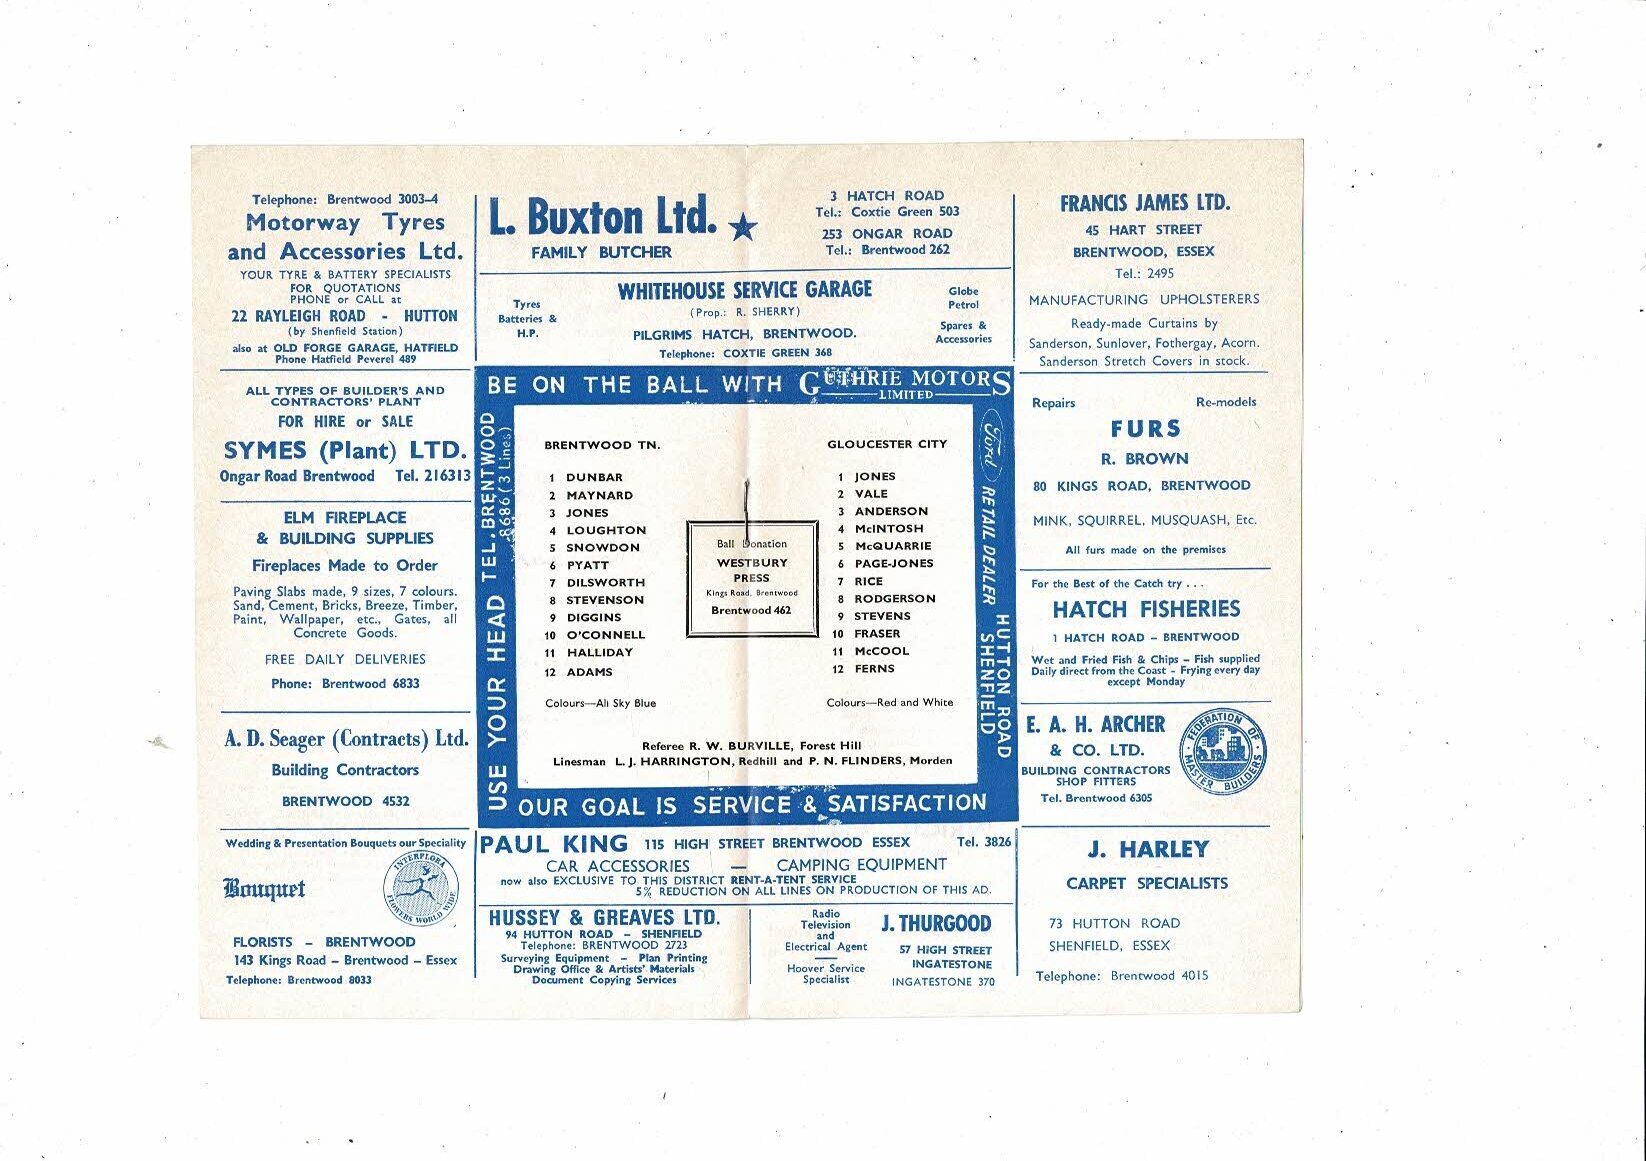 Telephone: Brentwood 3003-4
Motorway Tyres
and Accessories Ltd.
YOUR TYRE & BATTERY SPECIALISTS
FOR QUOTATIONS
PHONE or CALL at
22 RAYLEIGH ROAD - HUTTON
(by Shenfield Station)
also at OLD FORGE GARAGE, HATFIELD
Phone Hatfield Peverel 489
ALL TYPES OF BUILDER'S AND
CONTRACTORS' PLANT
FOR HIRE or SALE
SYMES (Plant) LTD.
Ongar Road Brentwood Tel. 216313
ELM FIREPLACE
& BUILDING SUPPLIES
Fireplaces Made to Order
Paving Slabs made, 9 sizes, 7 colours.
Sand, Cement, Bricks, Breeze, Timber,
Paint, Wallpaper, etc., Gates, all
Concrete Goods.
FREE DAILY DELIVERIES
Phone: Brentwood 6833
A. D. Seager (Contracts) Ltd.
Building Contractors
BRENTWOOD 4532
Wedding & Presentation Bouquets our Speciality
Bouquet
INTERFLORA
FLOWERS WORLD WIDE
FLORISTS - BRENTWOOD
143 Kings Road - Brentwood - Essex
Telephone: Brentwood 8033
L. Buxton Ltd.
FAMILY BUTCHER
3 HATCH ROAD
Tel.: Coxtie Green 503
253 ONGAR ROAD
Tel.: Brentwood 262
WHITEHOUSE SERVICE GARAGE
(Prop.: R. SHERRY)
PILGRIMS HATCH, BRENTWOOD.
Telephone: COXTIE GREEN 368
Tyres
Batteries &
H.P.
Globe
Petrol
Spares &
Accessories
BE ON THE BALL WITH GUTHRIE MOTORS
LIMITED
USE YOUR HEAD TEL. BRENTWOOD
8686 (3 Lines)
BRENTWOOD TN.
1 DUNBAR
2 MAYNARD
3 JONES
4 LOUGHTON
5 SNOWDON
6 PYATT
7 DILSWORTH
8 STEVENSON
9 DIGGINS
10 O'CONNELL
11 HALLIDAY
12 ADAMS
Colours—All Sky Blue
Ball Donation
WESTBURY
PRESS
Kings Road, Brentwood
Brentwood 462
GLOUCESTER CITY
1 JONES
2 VALE
3 ANDERSON
4 McINTOSH
5 McQUARRIE
6 PAGE-JONES
7 RICE
8 RODGERSON
9 STEVENS
10 FRASER
11 McCOOL
12 FERNS
Colours—Red and White
Referee R. W. BURVILLE, Forest Hill
Linesman L. J. HARRINGTON, Redhill and P. N. FLINDERS, Morden
Ford RETAIL DEALER
HUTTON ROAD
SHENFIELD
OUR GOAL IS SERVICE & SATISFACTION
PAUL KING 115 HIGH STREET BRENTWOOD ESSEX Tel. 3826
CAR ACCESSORIES — CAMPING EQUIPMENT
now also EXCLUSIVE TO THIS DISTRICT RENT-A-TENT SERVICE
5% REDUCTION ON ALL LINES ON PRODUCTION OF THIS AD.
HUSSEY & GREAVES LTD.
94 HUTTON ROAD - SHENFIELD
Telephone: BRENTWOOD 2723
Surveying Equipment - Plan Printing
Drawing Office & Artists' Materials
Document Copying Services
Radio
Television
and
Electrical Agent
Hoover Service
Specialist
J. THURGOOD
57 HIGH STREET
INGATESTONE
INGATESTONE 370
FRANCIS JAMES LTD.
45 HART STREET
BRENTWOOD, ESSEX
Tel.: 2495
MANUFACTURING UPHOLSTERERS
Ready-made Curtains by
Sanderson, Sunlover, Fothergay, Acorn.
Sanderson Stretch Covers in stock.
Repairs Re-models
FURS
R. BROWN
80 KINGS ROAD, BRENTWOOD
MINK, SQUIRREL, MUSQUASH, Etc.
All furs made on the premises
For the Best of the Catch try . . .
HATCH FISHERIES
1 HATCH ROAD - BRENTWOOD
Wet and Fried Fish & Chips - Fish supplied
Daily direct from the Coast - Frying every day
except Monday
E. A. H. ARCHER
& CO. LTD.
BUILDING CONTRACTORS
SHOP FITTERS
Tel. Brentwood 6305
FEDERATION OF MASTER BUILDERS
J. HARLEY
CARPET SPECIALISTS
73 HUTTON ROAD
SHENFIELD, ESSEX
Telephone: Brentwood 4015